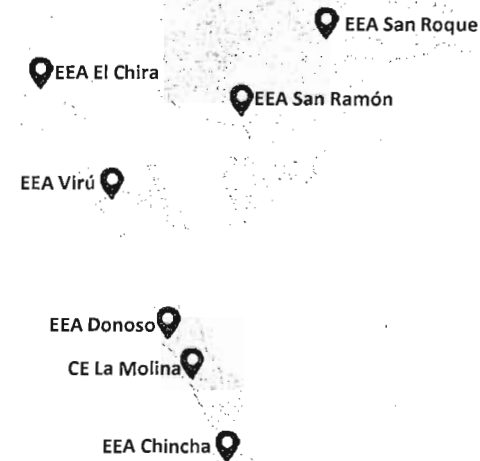 EEA San Roque
EEA El Chira
EEA San Ramón
EEA Virú
EEA Donoso
CE La Molina
EEA Chincha